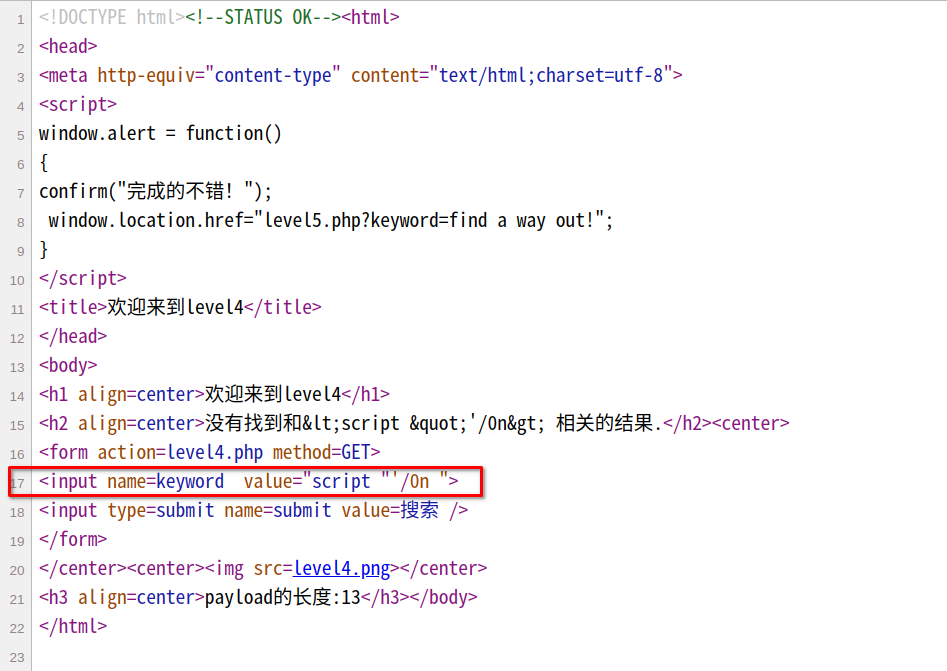 1 <!DOCTYPE html><!--STATUS OK--><html>
2 <head>
3 <meta http-equiv="content-type" content="text/html;charset=utf-8">
4 <script>
5 window.alert = function()
6 {
7 confirm("完成的不错！");
8  window.location.href="level5.php?keyword=find a way out!";
9 }
10 </script>
11 <title>欢迎来到level4</title>
12 </head>
13 <body>
14 <h1 align=center>欢迎来到level4</h1>
15 <h2 align=center>没有找到和&lt;script &quot;'/On&gt; 相关的结果.</h2><center>
16 <form action=level4.php method=GET>
17 <input name=keyword  value="script "'/On ">
18 <input type=submit name=submit value=搜索 />
19 </form>
20 </center><center><img src=level4.png></center>
21 <h3 align=center>payload的长度:13</h3></body>
22 </html>
23